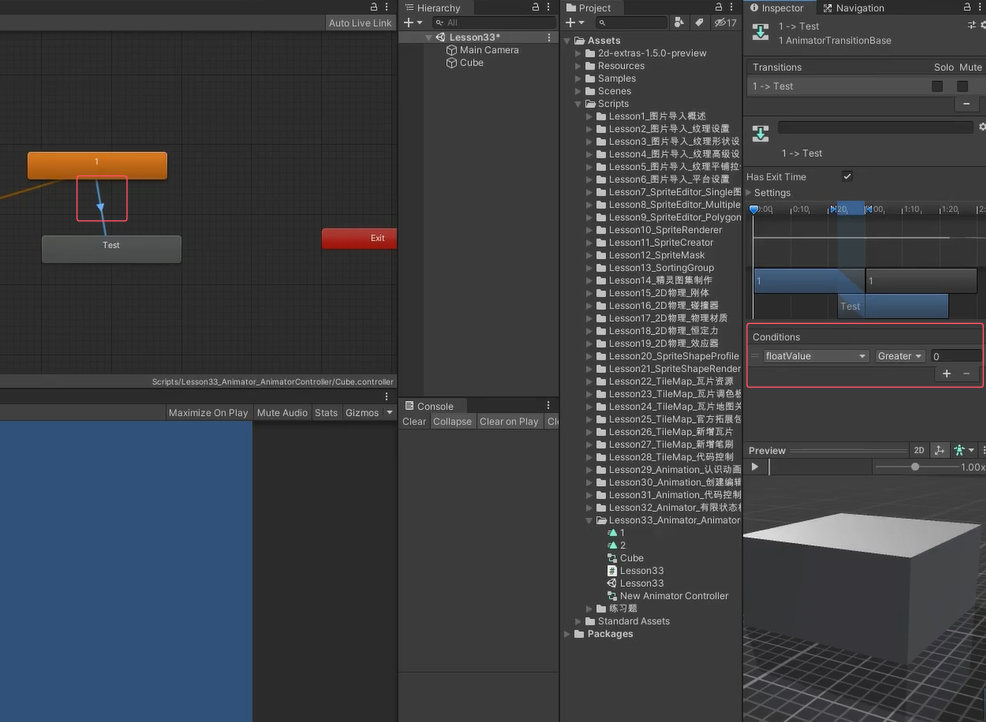 Auto Live Link
1
Test
Exit
Scripts/Lesson33_Animator_AnimatorController/Cube.controller
Maximize On Play Mute Audio Stats Gizmos
Hierarchy
All
Lesson33*
Main Camera
Cube
Console
Clear Collapse Clear on Play
Project
17
Assets
2d-extras-1.5.0-preview
Resources
Samples
Scenes
Scripts
Lesson1_图片导入_概述
Lesson2_图片导入_纹理设置
Lesson3_图片导入_纹理形状设
Lesson4_图片导入_纹理高级设
Lesson5_图片导入_纹理平铺拉
Lesson6_图片导入_平台设置
Lesson7_SpriteEditor_Single图
Lesson8_SpriteEditor_Multiple
Lesson9_SpriteEditor_Polygon
Lesson10_SpriteRenderer
Lesson11_SpriteCreator
Lesson12_SpriteMask
Lesson13_SortingGroup
Lesson14_精灵图集制作
Lesson15_2D物理_刚体
Lesson16_2D物理_碰撞器
Lesson17_2D物理_物理材质
Lesson18_2D物理_恒定力
Lesson19_2D物理_效应器
Lesson20_SpriteShapeProfile
Lesson21_SpriteShapeRender
Lesson22_TileMap_瓦片资源
Lesson23_TileMap_瓦片调色板
Lesson24_TileMap_瓦片地图关
Lesson25_TileMap_官方拓展包
Lesson26_TileMap_新增瓦片
Lesson27_TileMap_新增笔刷
Lesson28_TileMap_代码控制
Lesson29_Animation_认识动画
Lesson30_Animation_创建编辑
Lesson31_Animation_代码控制
Lesson32_Animator_有限状态机
Lesson33_Animator_Animator
1
2
Cube
Lesson33
Lesson33
New Animator Controller
练习题
Standard Assets
Packages
Inspector Navigation
1 -> Test
1 AnimatorTransitionBase
Transitions Solo Mute
1 -> Test
1 -> Test
Has Exit Time
Settings
0:00 0:10 0:20 1:00 1:10 1:20
1 1
Test
Conditions
floatValue Greater 0
Preview 2D
1.00x